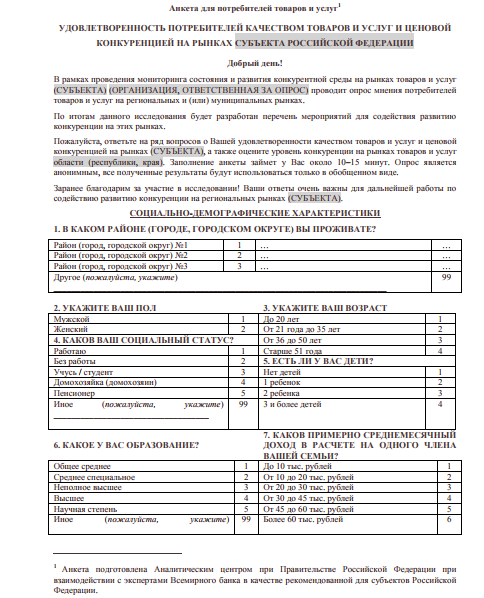 Анкета для потребителей товаров и услуг1
УДОВЛЕТВОРЕННОСТЬ ПОТРЕБИТЕЛЕЙ КАЧЕСТВОМ ТОВАРОВ И УСЛУГ И ЦЕНОВОЙ
КОНКУРЕНЦИЕЙ НА РЫНКАХ СУБЪЕКТА РОССИЙСКОЙ ФЕДЕРАЦИИ
Добрый день!
В рамках проведения мониторинга состояния и развития конкурентной среды на рынках товаров и услуг
(СУБЪЕКТА) (ОРГАНИЗАЦИЯ, ОТВЕТСТВЕННАЯ ЗА ОПРОС) проводит опрос мнения потребителей
товаров и услуг на региональных и (или) муниципальных рынках.
По итогам данного исследования будет разработан перечень мероприятий для содействия развитию
конкуренции на этих рынках.
Пожалуйста, ответьте на ряд вопросов о Вашей удовлетворенности качеством товаров и услуг и ценовой
конкуренцией на рынках (СУБЪЕКТА), а также оцените уровень конкуренции на рынках товаров и услуг
области (республики, края). Заполнение анкеты займет у Вас около 10–15 минут. Опрос является
анонимным, все полученные результаты будут использоваться только в обобщенном виде.
Заранее благодарим за участие в исследовании! Ваши ответы очень важны для дальнейшей работы по
содействию развитию конкуренции на региональных рынках (СУБЪЕКТА).
СОЦИАЛЬНО-ДЕМОГРАФИЧЕСКИЕ ХАРАКТЕРИСТИКИ
1. В КАКОМ РАЙОНЕ (ГОРОДЕ, ГОРОДСКОМ ОКРУГЕ) ВЫ ПРОЖИВАЕТЕ?
Район (город, городской округ) №1 1 … …
Район (город, городской округ) №2 2 … …
Район (город, городской округ) №3 3 … …
Другое (пожалуйста, укажите) 99
2. УКАЖИТЕ ВАШ ПОЛ 3. УКАЖИТЕ ВАШ ВОЗРАСТ
Мужской 1 До 20 лет 1
Женский 2 От 21 года до 35 лет 2
4. КАКОВ ВАШ СОЦИАЛЬНЫЙ СТАТУС? От 36 до 50 лет 3
Работаю 1 Старше 51 года 4
Без работы 2 5. ЕСТЬ ЛИ У ВАС ДЕТИ?
Учусь / студент 3 Нет детей 1
Домохозяйка (домохозяин) 4 1 ребенок 2
Пенсионер 5 2 ребенка 3
Иное (пожалуйста, укажите) 99 3 и более детей 4
6. КАКОЕ У ВАС ОБРАЗОВАНИЕ? 7. КАКОВ ПРИМЕРНО СРЕДНЕМЕСЯЧНЫЙ
ДОХОД В РАСЧЕТЕ НА ОДНОГО ЧЛЕНА
ВАШЕЙ СЕМЬИ?
Общее среднее 1 До 10 тыс. рублей 1
Среднее специальное 2 От 10 до 20 тыс. рублей 2
Неполное высшее 3 От 20 до 30 тыс. рублей 3
Высшее 4 От 30 до 45 тыс. рублей 4
Научная степень 5 От 45 до 60 тыс. рублей 5
Иное (пожалуйста, укажите) 99 Более 60 тыс. рублей 6
1 Анкета подготовлена Аналитическим центром при Правительстве Российской Федерации при
взаимодействии с экспертами Всемирного банка в качестве рекомендованной для субъектов Российской
Федерации.